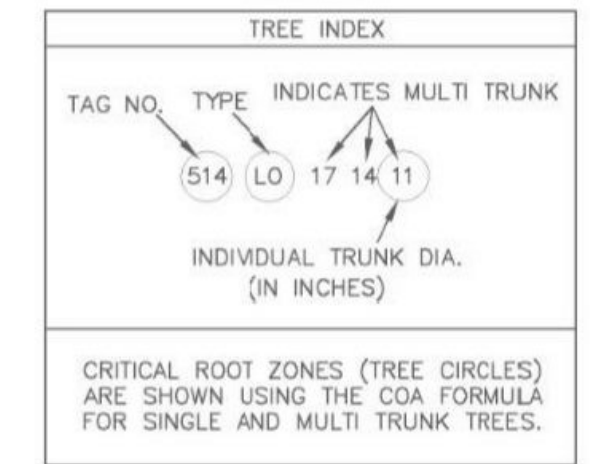 TREE INDEX
TAG NO. TYPE INDICATES MULTI TRUNK
514 LO 17 14 11
INDIVIDUAL TRUNK DIA.
(IN INCHES)
CRITICAL ROOT ZONES (TREE CIRCLES)
ARE SHOWN USING THE COA FORMULA
FOR SINGLE AND MULTI TRUNK TREES.